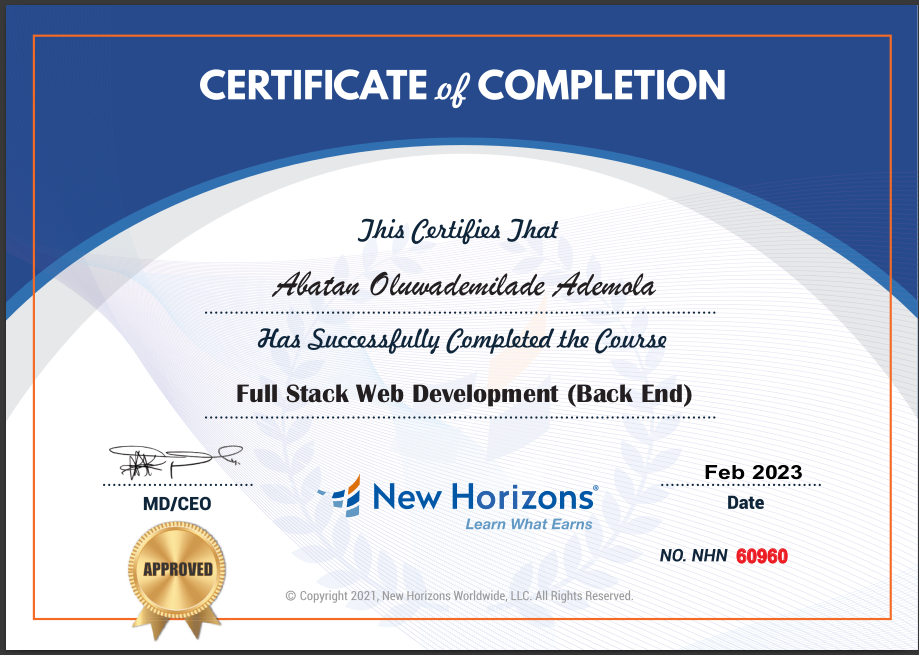 CERTIFICATE of COMPLETION
This Certifies That
Abatan Oluwademilade Ademola
Has Successfully Completed the Course
Full Stack Web Development (Back End)
MD/CEO
APPROVED
New Horizons®
Learn What Earns
Feb 2023
Date
NO. NHN 60960
© Copyright 2021, New Horizons Worldwide, LLC. All Rights Reserved.